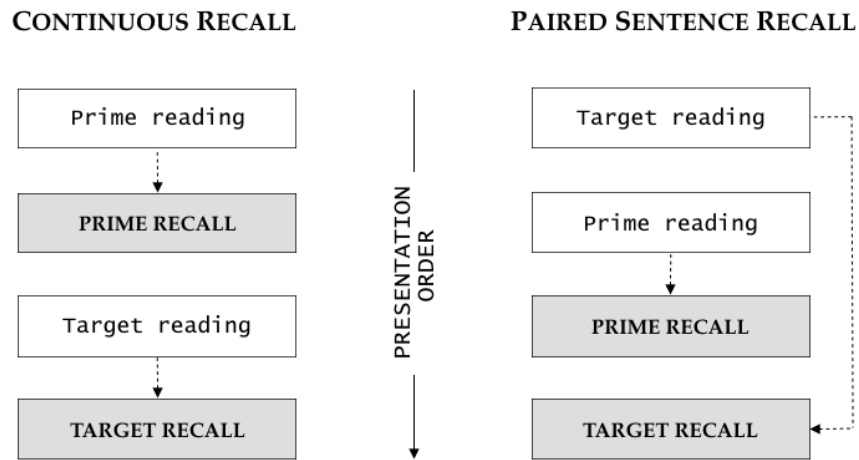 CONTINUOUS RECALL
Prime reading
PRIME RECALL
Target reading
TARGET RECALL
PRESENTATION
ORDER
PAIRED SENTENCE RECALL
Target reading
Prime reading
PRIME RECALL
TARGET RECALL